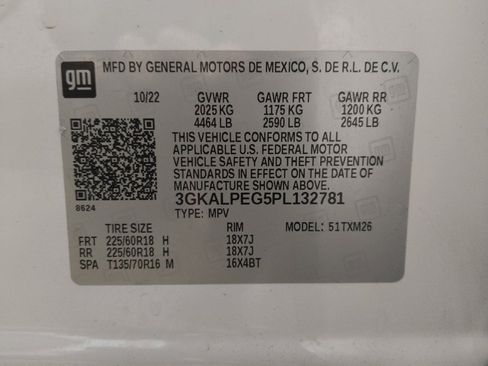 gm
MFD BY GENERAL MOTORS DE MEXICO, S. DE R.L. DE C.V.
10/22 GVWR GAWR FRT GAWR RR
2025 KG 1175 KG 1200 KG
4464 LB 2590 LB 2645 LB
THIS VEHICLE CONFORMS TO ALL
APPLICABLE U.S. FEDERAL MOTOR
VEHICLE SAFETY AND THEFT PREVENTION
STANDARDS IN EFFECT ON THE DATE OF
MANUFACTURE SHOWN ABOVE.
3GKALPEG5PL132781
8624
TYPE: MPV MODEL: 51TXM26
TIRE SIZE RIM
FRT 225/60R18 H 18X7J
RR 225/60R18 H 18X7J
SPA T135/70R16 M 16X4BT